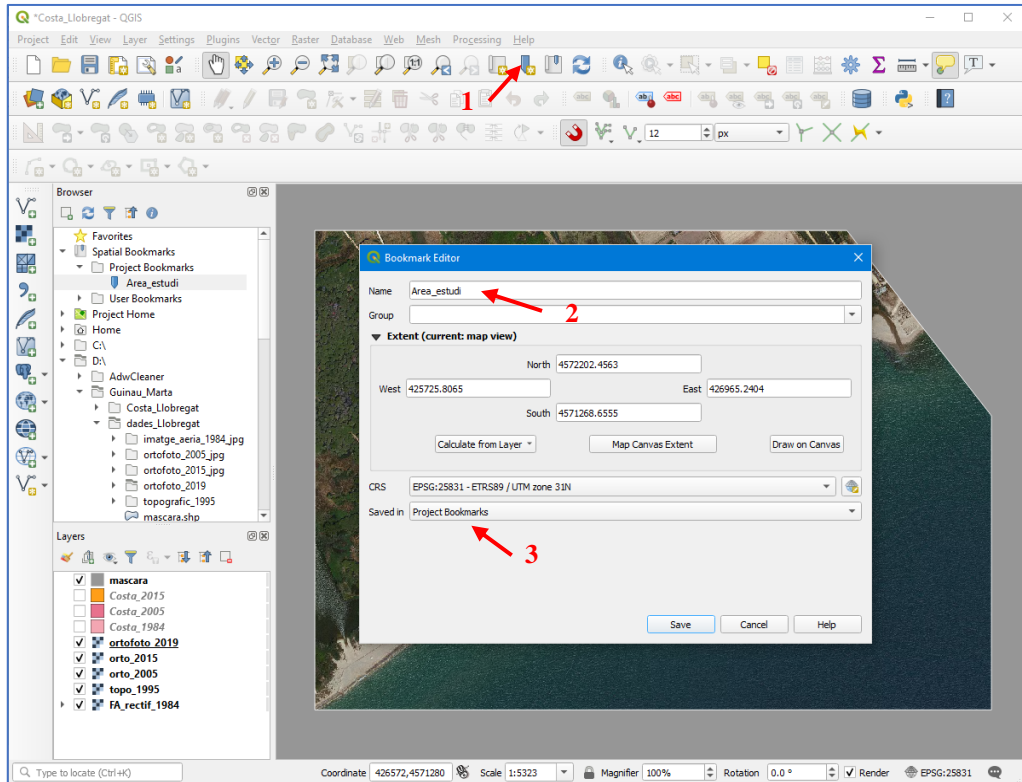 *Costa_Llobregat - QGIS
Project Edit View Layer Settings Plugins Vector Raster Database Web Mesh Processing Help
1
12 px
Browser
Favorites
Spatial Bookmarks
Project Bookmarks
Area_estudi
User Bookmarks
Project Home
Home
C:\
D:\
AdwCleaner
Guinau_Marta
Costa_Llobregat
dades_Llobregat
imatge_aeria_1984_jpg
ortofoto_2005_jpg
ortofoto_2015_jpg
ortofoto_2019
topografic_1995
mascara.shp
Layers
mascara
Costa_2015
Costa_2005
Costa_1984
ortofoto_2019
orto_2015
orto_2005
topo_1995
FA_rectif_1984
Bookmark Editor
Name Area_estudi
2
Group
Extent (current: map view)
North 4572202.4563
West 425725.8065 East 426965.2404
South 4571268.6555
Calculate from Layer Map Canvas Extent Draw on Canvas
CRS EPSG:25831 - ETRS89 / UTM zone 31N
Saved in Project Bookmarks
3
Save Cancel Help
Type to locate (Ctrl+K) Coordinate 426572,4571280 Scale 1:5323 Magnifier 100% Rotation 0.0 ° Render EPSG:25831